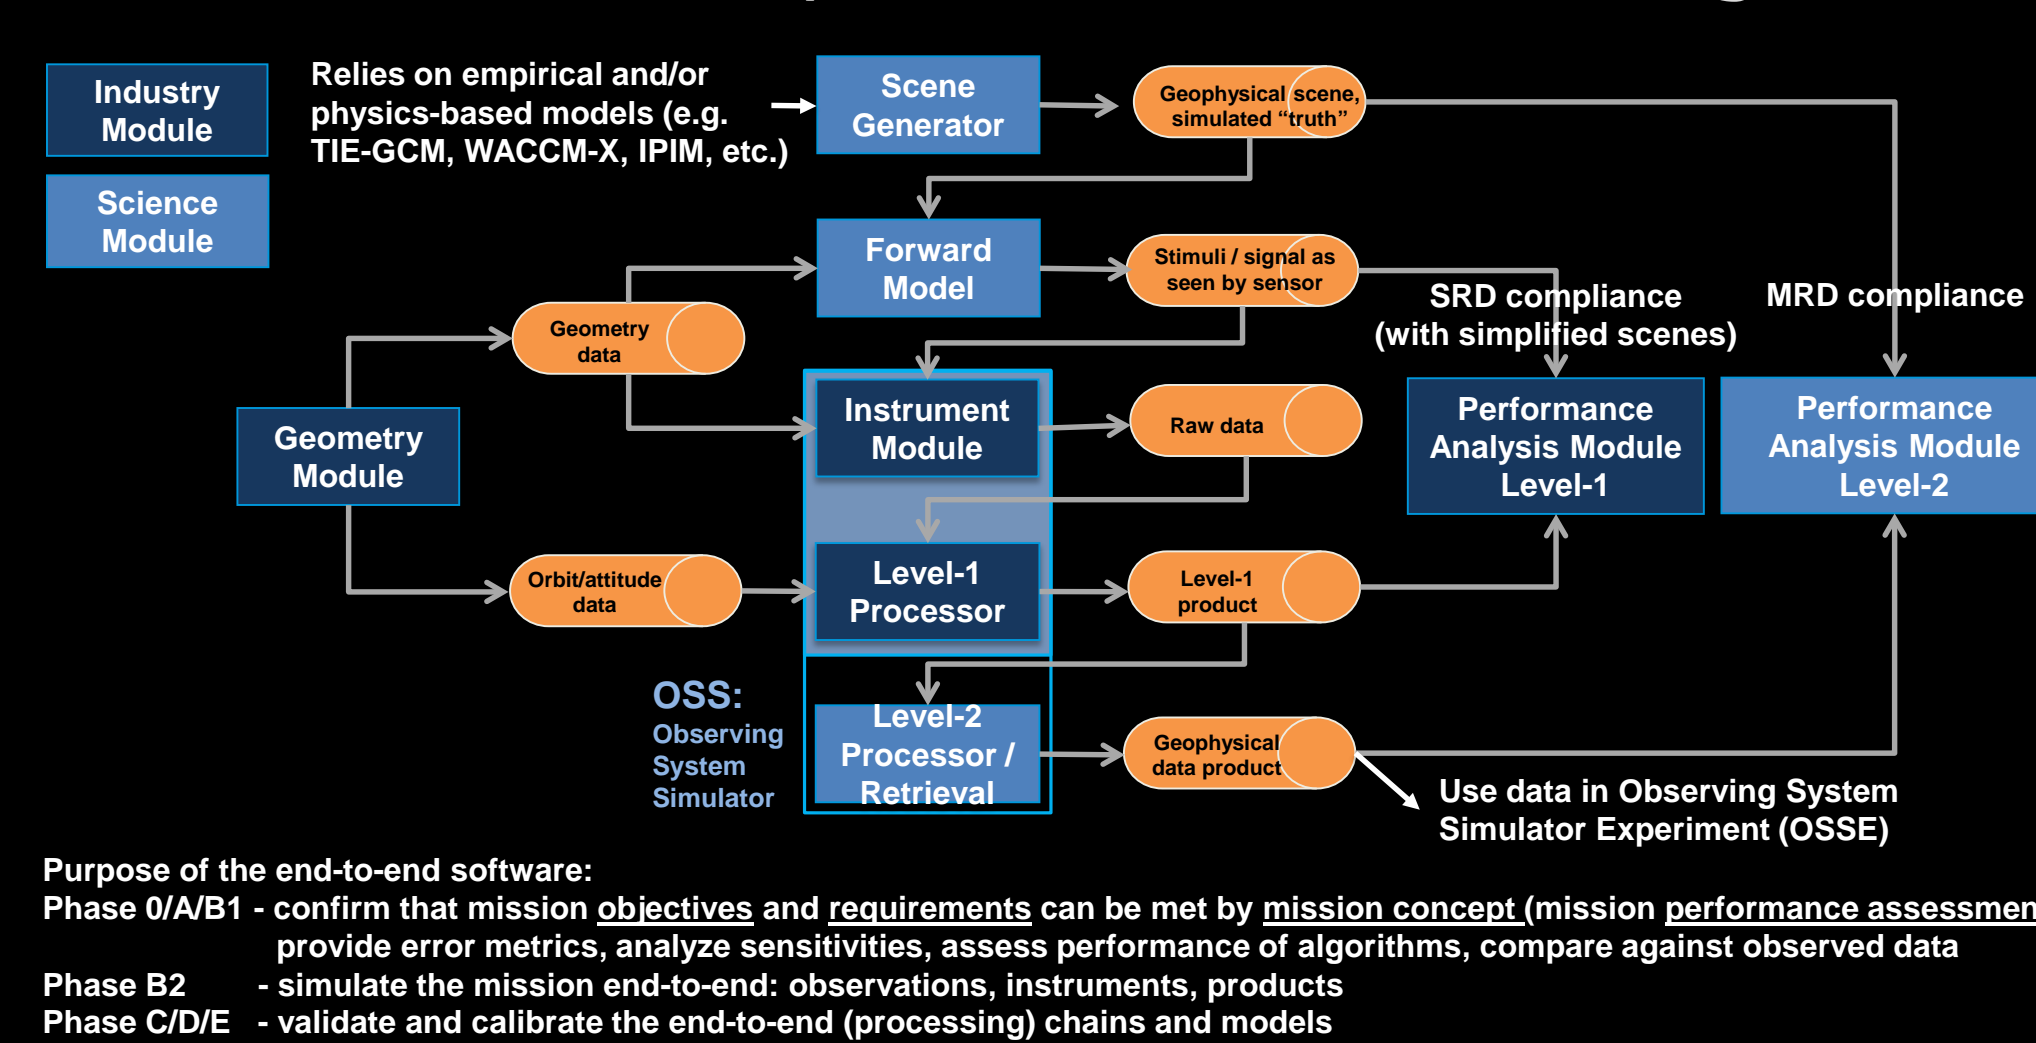 Industry
Module
Science
Module
Relies on empirical and/or
physics-based models (e.g.
TIE-GCM, WACCM-X, IPIM, etc.)
Scene
Generator
Geophysical scene,
simulated “truth”
Forward
Model
Stimuli / signal as
seen by sensor
SRD compliance
(with simplified scenes)
MRD compliance
Geometry
data
Geometry
Module
Instrument
Module
Raw data
Performance
Analysis Module
Level-1
Performance
Analysis Module
Level-2
Orbit/attitude
data
Level-1
Processor
Level-1
product
OSS:
Observing
System
Simulator
Level-2
Processor /
Retrieval
Geophysical
data product
Use data in Observing System
Simulator Experiment (OSSE)
Purpose of the end-to-end software:
Phase 0/A/B1 - confirm that mission objectives and requirements can be met by mission concept (mission performance assessmen
provide error metrics, analyze sensitivities, assess performance of algorithms, compare against observed data
Phase B2 - simulate the mission end-to-end: observations, instruments, products
Phase C/D/E - validate and calibrate the end-to-end (processing) chains and models